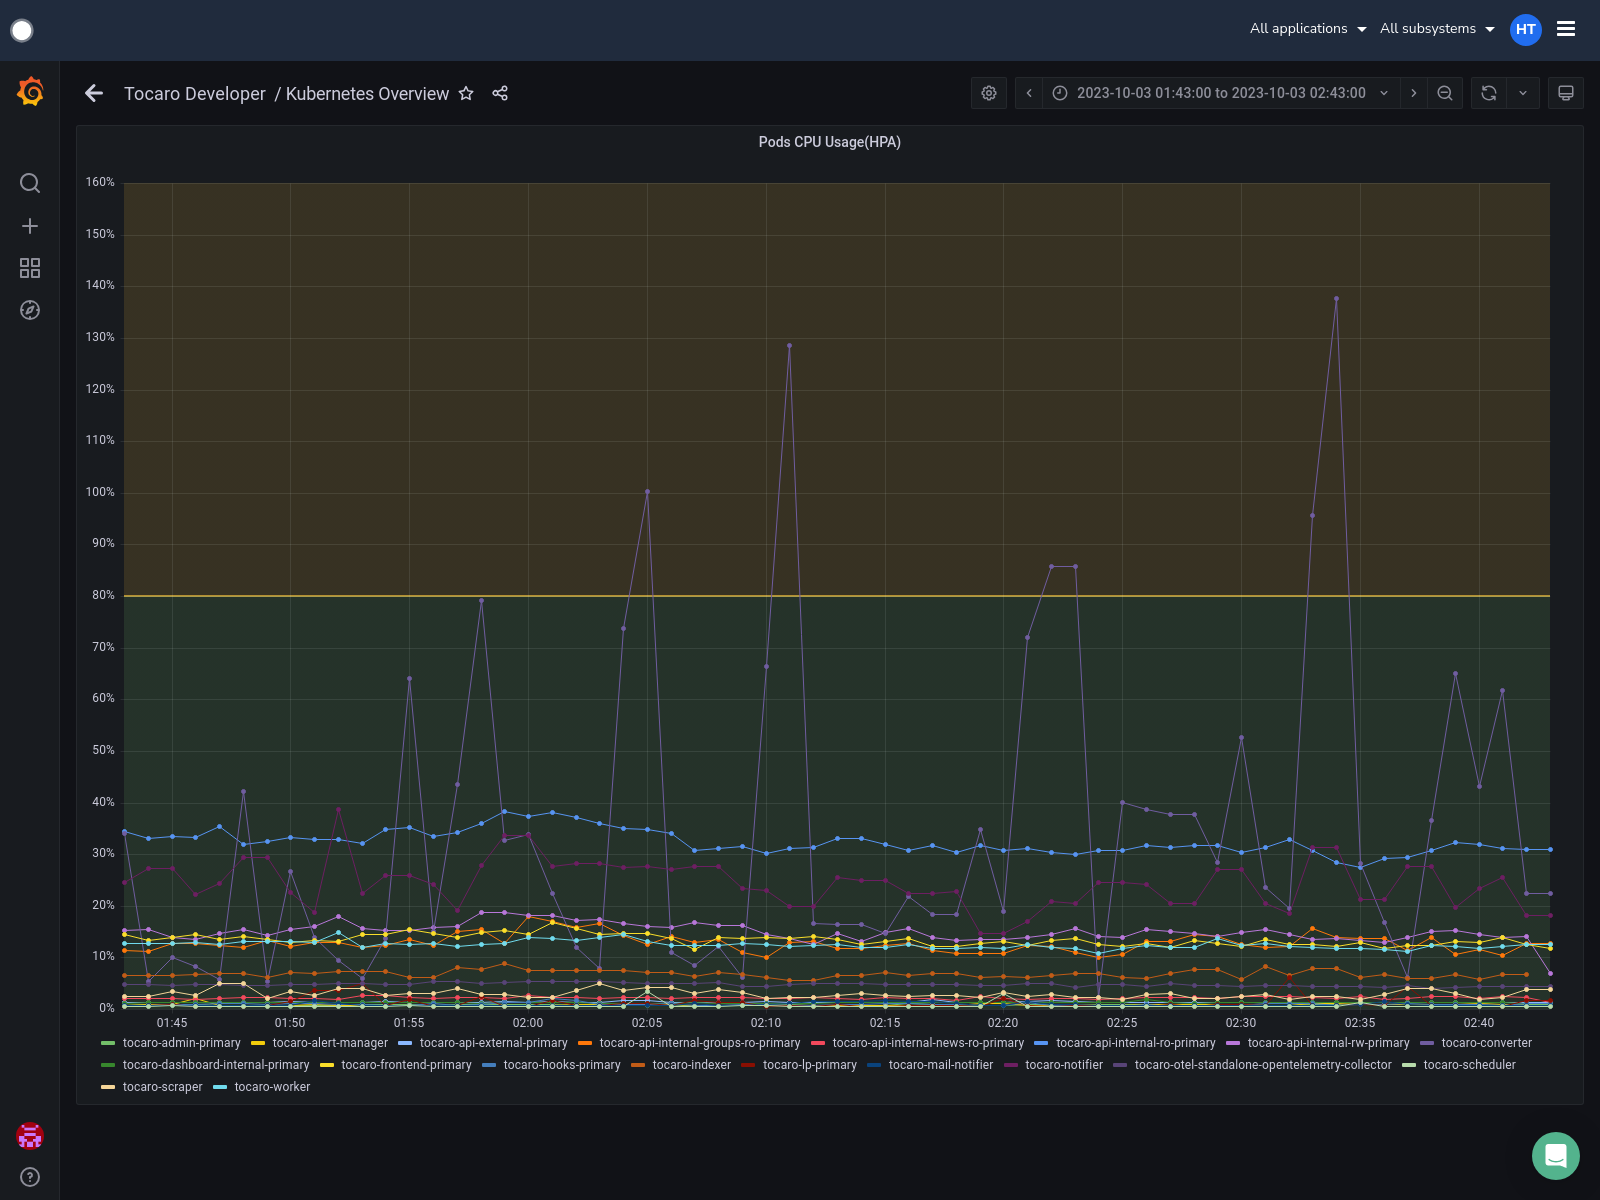 All applications All subsystems HT
Tocaro Developer / Kubernetes Overview 2023-10-03 01:43:00 to 2023-10-03 02:43:00
Pods CPU Usage(HPA)
160%
150%
140%
130%
120%
110%
100%
90%
80%
70%
60%
50%
40%
30%
20%
10%
0%
01:45 01:50 01:55 02:00 02:05 02:10 02:15 02:20 02:25 02:30 02:35 02:40
tocaro-admin-primary tocaro-alert-manager tocaro-api-external-primary tocaro-api-internal-groups-ro-primary tocaro-api-internal-news-ro-primary tocaro-api-internal-ro-primary tocaro-api-internal-rw-primary tocaro-converter
tocaro-dashboard-internal-primary tocaro-frontend-primary tocaro-hooks-primary tocaro-indexer tocaro-lp-primary tocaro-mail-notifier tocaro-notifier tocaro-otel-standalone-opentelemetry-collector tocaro-scheduler
tocaro-scraper tocaro-worker